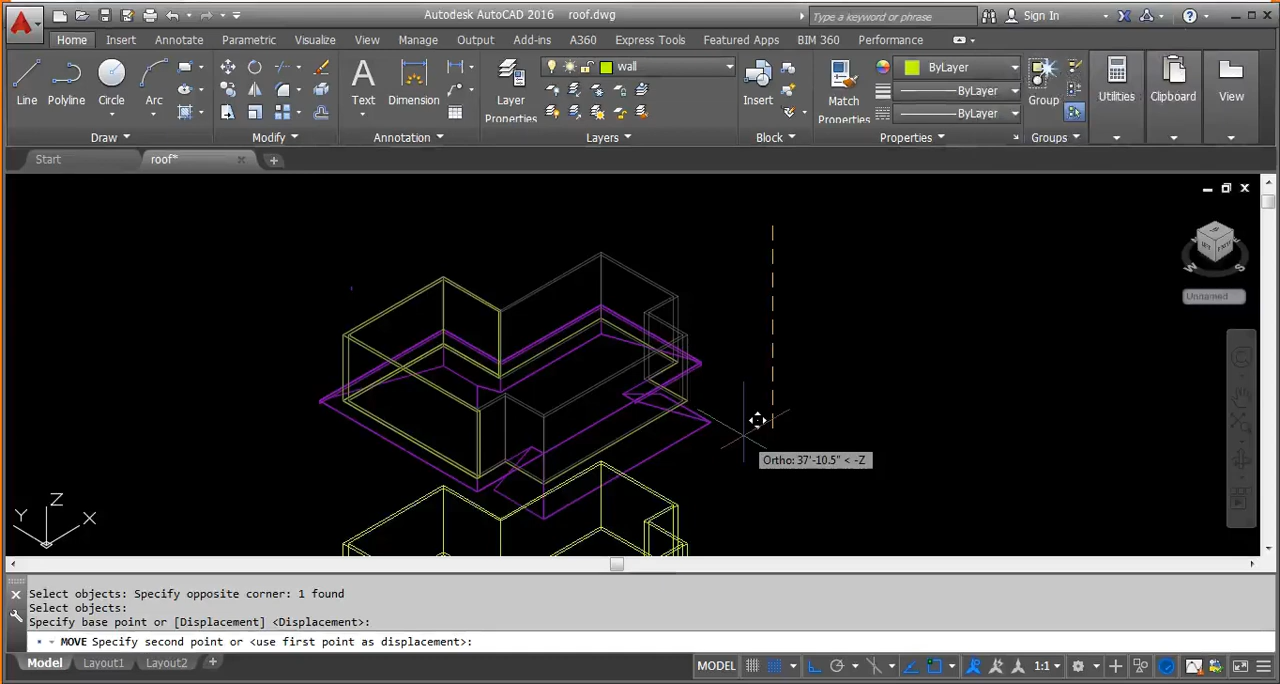 Autodesk AutoCAD 2016 roof.dwg
Type a keyword or phrase
Sign In
Home Insert Annotate Parametric Visualize View Manage Output Add-ins A360 Express Tools Featured Apps BIM 360 Performance
Line Polyline Circle Arc
Text Dimension
Layer Properties
wall
Insert
Match Properties
ByLayer
ByLayer
ByLayer
Group
Utilities Clipboard View
Draw Modify Annotation Layers Block Properties Groups
Start roof*
W S
Unnamed
Ortho: 37'-10.5" < -Z
Z
Y X
Select objects: Specify opposite corner: 1 found
Select objects:
Specify base point or [Displacement] <Displacement>:
MOVE Specify second point or <use first point as displacement>:
Model Layout1 Layout2
MODEL 1:1